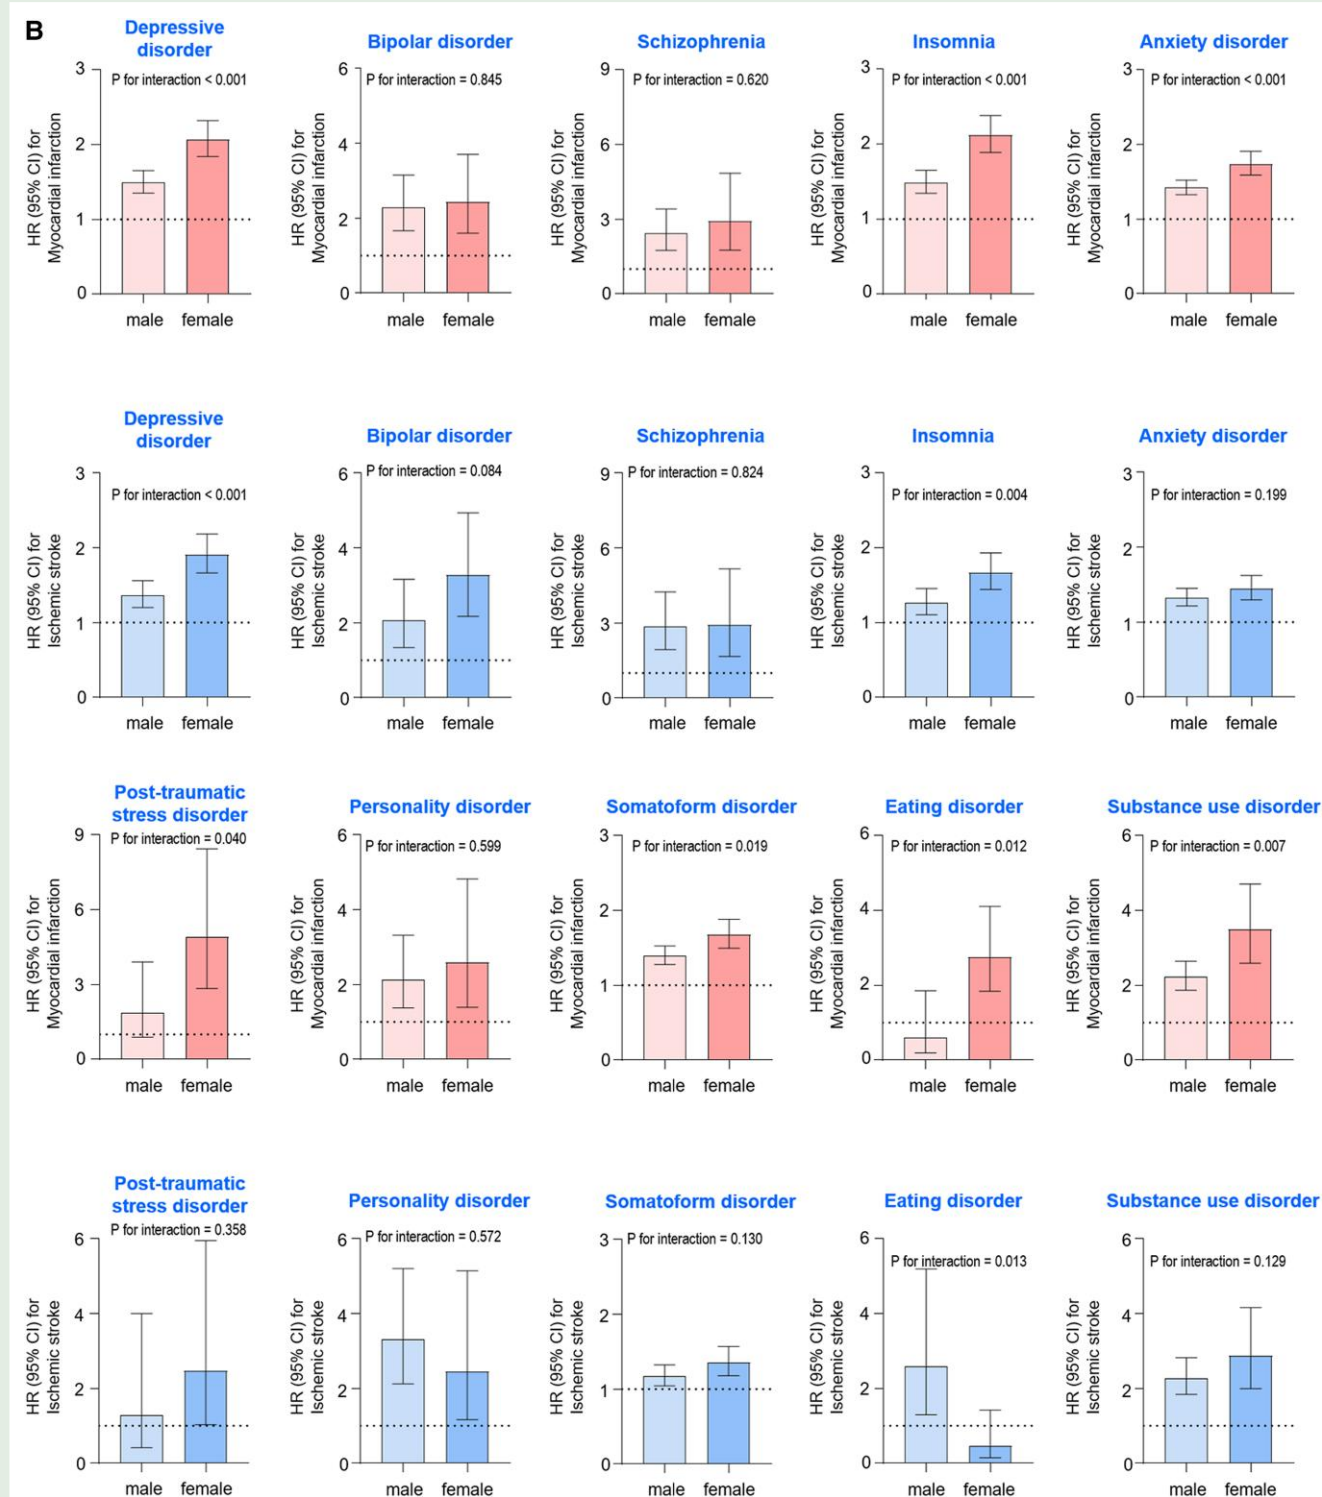 B
Depressive
disorder
P for interaction < 0.001
HR (95% CI) for
Myocardial infarction
3
2
1
0
male female
Bipolar disorder
P for interaction = 0.845
HR (95% CI) for
Myocardial infarction
6
4
2
0
male female
Schizophrenia
P for interaction = 0.620
HR (95% CI) for
Myocardial infarction
9
6
3
0
male female
Insomnia
P for interaction < 0.001
HR (95% CI) for
Myocardial infarction
3
2
1
0
male female
Anxiety disorder
P for interaction < 0.001
HR (95% CI) for
Myocardial infarction
3
2
1
0
male female
Depressive
disorder
P for interaction < 0.001
HR (95% CI) for
Ischemic stroke
3
2
1
0
male female
Bipolar disorder
P for interaction = 0.084
HR (95% CI) for
Ischemic stroke
6
4
2
0
male female
Schizophrenia
P for interaction = 0.824
HR (95% CI) for
Ischemic stroke
9
6
3
0
male female
Insomnia
P for interaction = 0.004
HR (95% CI) for
Ischemic stroke
3
2
1
0
male female
Anxiety disorder
P for interaction = 0.199
HR (95% CI) for
Ischemic stroke
3
2
1
0
male female
Post-traumatic
stress disorder
P for interaction = 0.040
HR (95% CI) for
Myocardial infarction
9
6
3
0
male female
Personality disorder
P for interaction = 0.599
HR (95% CI) for
Myocardial infarction
6
4
2
0
male female
Somatoform disorder
P for interaction = 0.019
HR (95% CI) for
Myocardial infarction
3
2
1
0
male female
Eating disorder
P for interaction = 0.012
HR (95% CI) for
Myocardial infarction
6
4
2
0
male female
Substance use disorder
P for interaction = 0.007
HR (95% CI) for
Myocardial infarction
6
4
2
0
male female
Post-traumatic
stress disorder
P for interaction = 0.358
HR (95% CI) for
Ischemic stroke
6
4
2
0
male female
Personality disorder
P for interaction = 0.572
HR (95% CI) for
Ischemic stroke
6
4
2
0
male female
Somatoform disorder
P for interaction = 0.130
HR (95% CI) for
Ischemic stroke
3
2
1
0
male female
Eating disorder
P for interaction = 0.013
HR (95% CI) for
Ischemic stroke
6
4
2
0
male female
Substance use disorder
P for interaction = 0.129
HR (95% CI) for
Ischemic stroke
6
4
2
0
male female